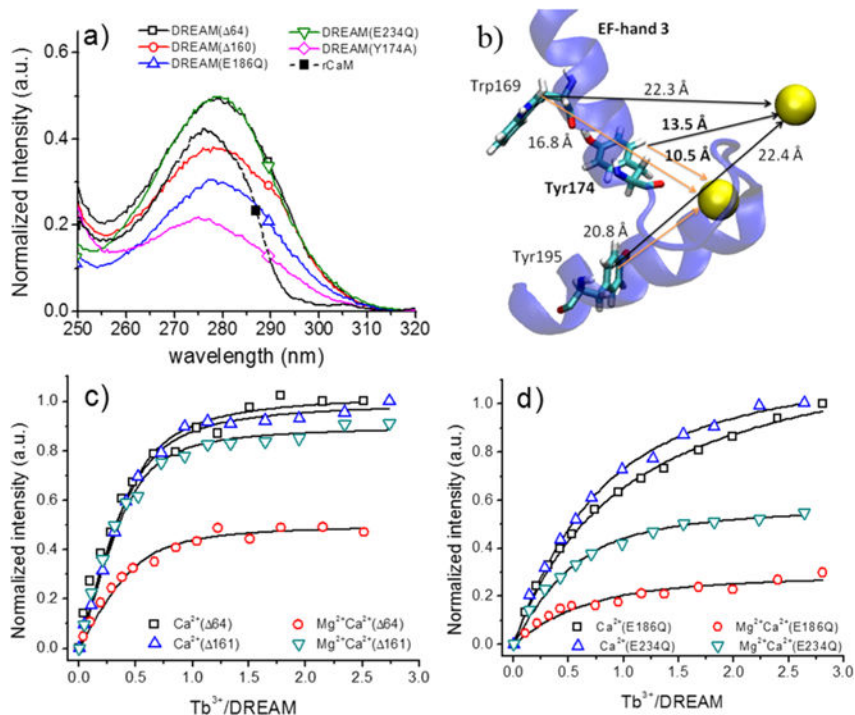 a)
DREAM(Δ64)
DREAM(E234Q)
DREAM(Δ160)
DREAM(Y174A)
DREAM(E186Q)
rCaM
Normalized Intensity (a.u.)
0.6
0.4
0.2
0.0
250 260 270 280 290 300 310 320
wavelength (nm)
b)
EF-hand 3
Trp169
22.3 Å
13.5 Å
16.8 Å
10.5 Å
22.4 Å
Tyr174
20.8 Å
Tyr195
c)
Normalized intensity (a.u.)
1.0
0.8
0.6
0.4
0.2
0.0
Ca²⁺(Δ64)
Mg²⁺Ca²⁺(Δ64)
Ca²⁺(Δ161)
Mg²⁺Ca²⁺(Δ161)
0.0 0.5 1.0 1.5 2.0 2.5 3.0
Tb³⁺/DREAM
d)
Normalized intensity (a.u.)
1.0
0.8
0.6
0.4
0.2
0.0
Ca²⁺(E186Q)
Mg²⁺Ca²⁺(E186Q)
Ca²⁺(E234Q)
Mg²⁺Ca²⁺(E234Q)
0.0 0.5 1.0 1.5 2.0 2.5 3.0
Tb³⁺/DREAM